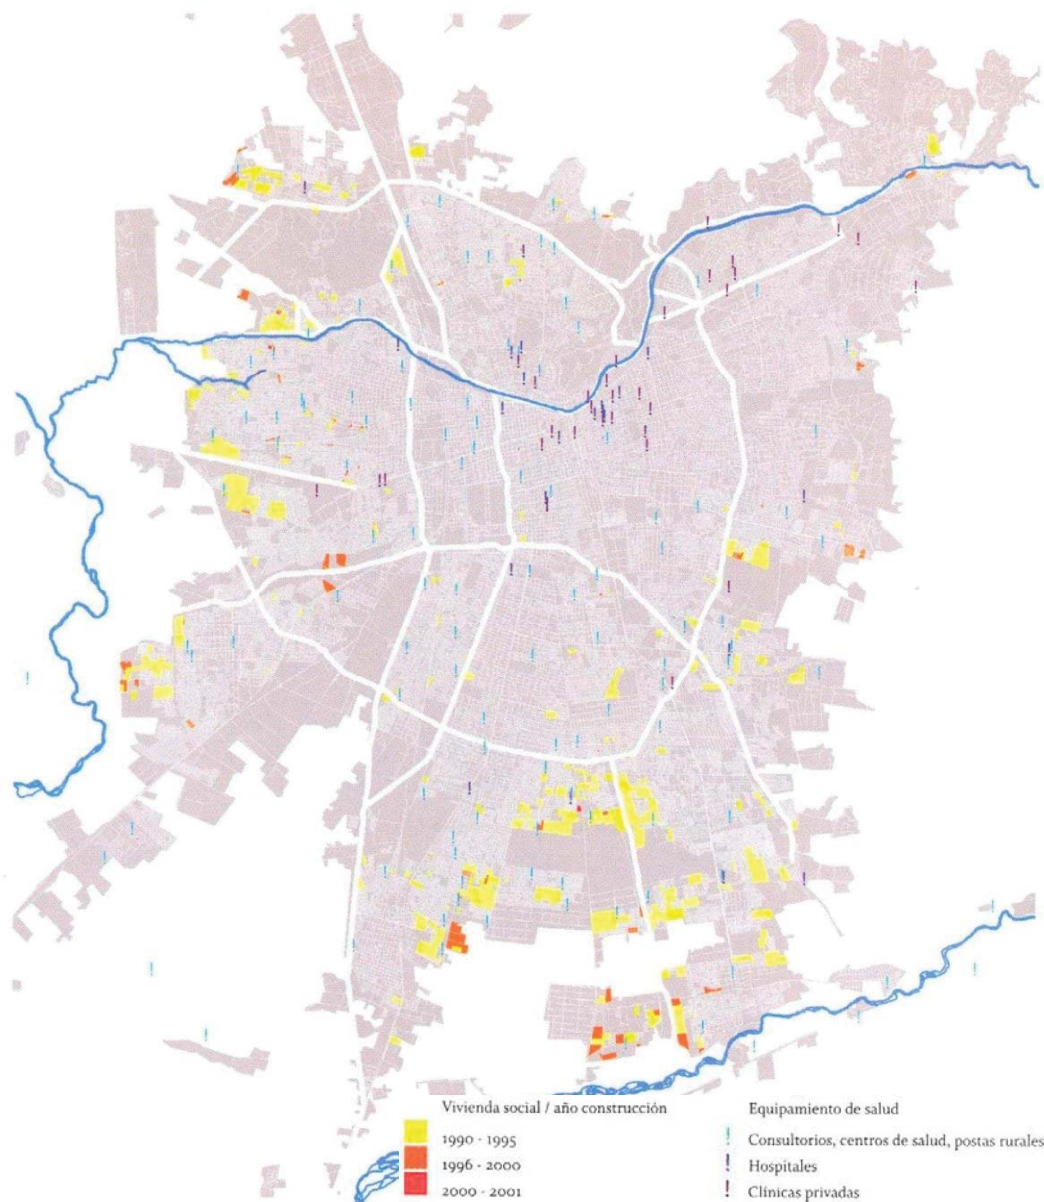 Vivienda social / año construcción
1990 - 1995
1996 - 2000
2000 - 2001
Equipamiento de salud
Consultorios, centros de salud, postas rurales
Hospitales
Clínicas privadas